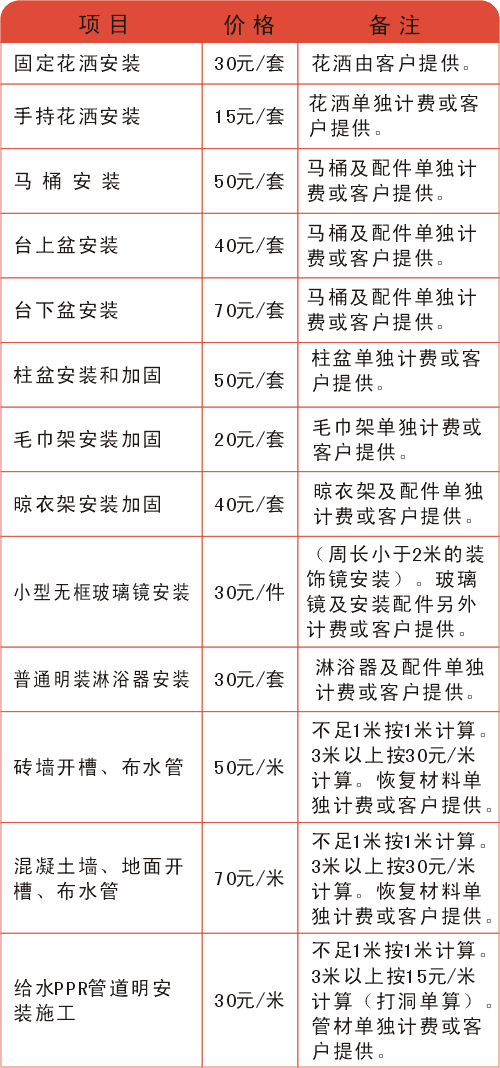 项目 价格 备注
固定花洒安装 30元/套 花洒由客户提供。
手持花洒安装 15元/套 花洒单独计费或客
户提供。
马桶安装 50元/套 马桶及配件单独计
费或客户提供。
台上盆安装 40元/套 马桶及配件单独计
费或客户提供。
台下盆安装 70元/套 马桶及配件单独计
费或客户提供。
柱盆安装和加固 50元/套 柱盆单独计费或客
户提供。
毛巾架安装加固 20元/套 毛巾架单独计费或
客户提供。
晾衣架安装加固 40元/套 晾衣架及配件单独
计费或客户提供。
小型无框玻璃镜安装 30元/件 （周长小于2米的装
饰镜安装）。玻璃
镜及安装配件另外
计费或客户提供。
普通明装淋浴器安装 30元/套 淋浴器及配件单独
计费或客户提供。
砖墙开槽、布水管 50元/米 不足1米按1米计算。
3米以上按30元/米
计算。恢复材料单
独计费或客户提供。
混凝土墙、地面开
槽、布水管 70元/米 不足1米按1米计算。
3米以上按30元/米
计算。恢复材料单
独计费或客户提供。
给水PPR管道明安
装施工 30元/米 不足1米按1米计算。
3米以上按15元/米
计算（打洞单算）。
管材单独计费或客
户提供。